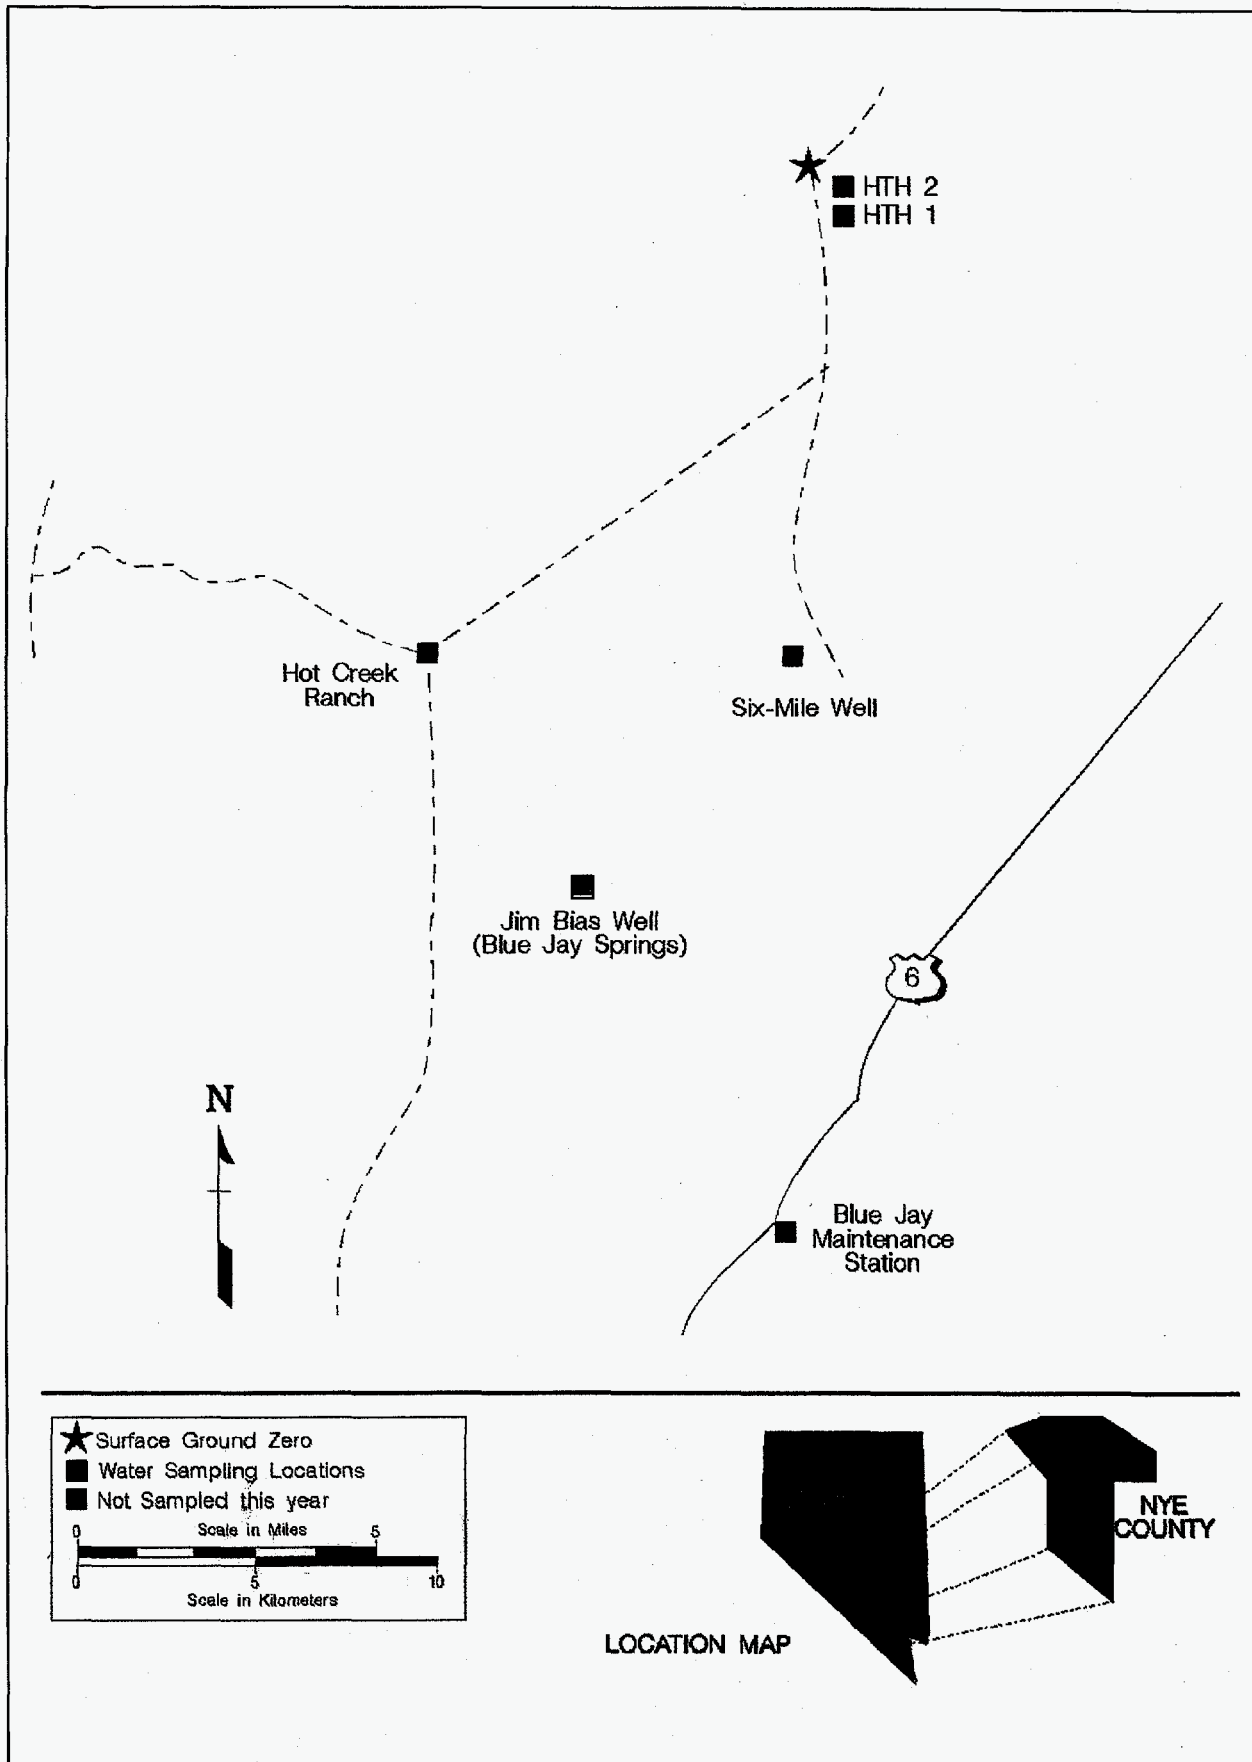 HTH 2
HTH 1
Hot Creek
Ranch
Six-Mile Well
Jim Bias Well
(Blue Jay Springs)
6
N
Blue Jay
Maintenance
Station
Surface Ground Zero
Water Sampling Locations
Not Sampled this year
0 Scale in Miles 5
0 5 10
Scale in Kilometers
NYE
COUNTY
LOCATION MAP